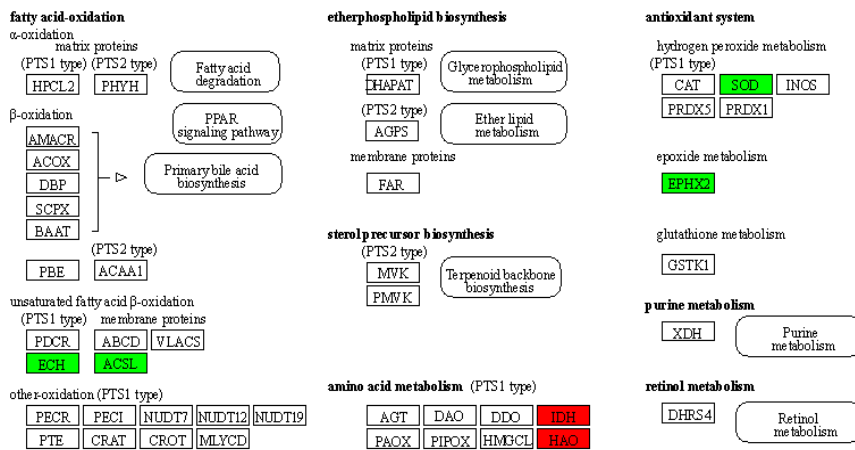 fatty acid-oxidation
α-oxidation
matrix proteins
(PTS1 type) (PTS2 type)
HPCL2 PHYH
Fatty acid
degradation
β-oxidation
AMACR
ACOX
DBP
SCPX
BAAT
PPAR
signaling pathway
Primary bile acid
biosynthesis
(PTS2 type)
PBE ACAA1
unsaturated fatty acid β-oxidation
(PTS1 type) membrane proteins
PDCR ABCD VLACS
ECH ACSL
other-oxidation (PTS1 type)
PECR PECI NUDT7 NUDT12 NUDT19
PTE CRAT CROT MLYCD
etherphospholipid biosynthesis
matrix proteins
(PTS1 type)
DHAPAT
Glycerophospholipid
metabolism
(PTS2 type)
AGPS
Ether lipid
metabolism
membrane proteins
FAR
sterol precursor biosynthesis
(PTS2 type)
MVK
PMVK
Terpenoid backbone
biosynthesis
amino acid metabolism (PTS1 type)
AGT DAO DDO IDH
PAOX PIPOX HMGCL HAO
antioxidant system
hydrogen peroxide metabolism
(PTS1 type)
CAT SOD INOS
PRDX5 PRDX1
epoxide metabolism
EPHX2
glutathione metabolism
GSTK1
purine metabolism
XDH
Purine
metabolism
retinol metabolism
DHRS4
Retinol
metabolism